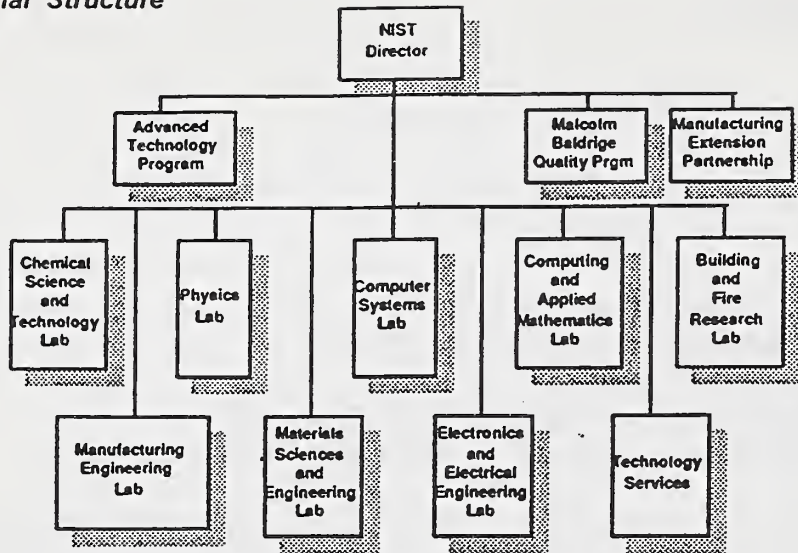 Structure
NIST
Director
Advanced
Technology
Program
Malcolm
Baldrige
Quality Prgm
Manufacturing
Extension
Partnership
Chemical
Science
and
Technology
Lab
Physics
Lab
Computer
Systems
Lab
Computing
and
Applied
Mathematics
Lab
Building
and
Fire
Research
Lab
Manufacturing
Engineering
Lab
Materials
Sciences
and
Engineering
Lab
Electronics
and
Electrical
Engineering
Lab
Technology
Services